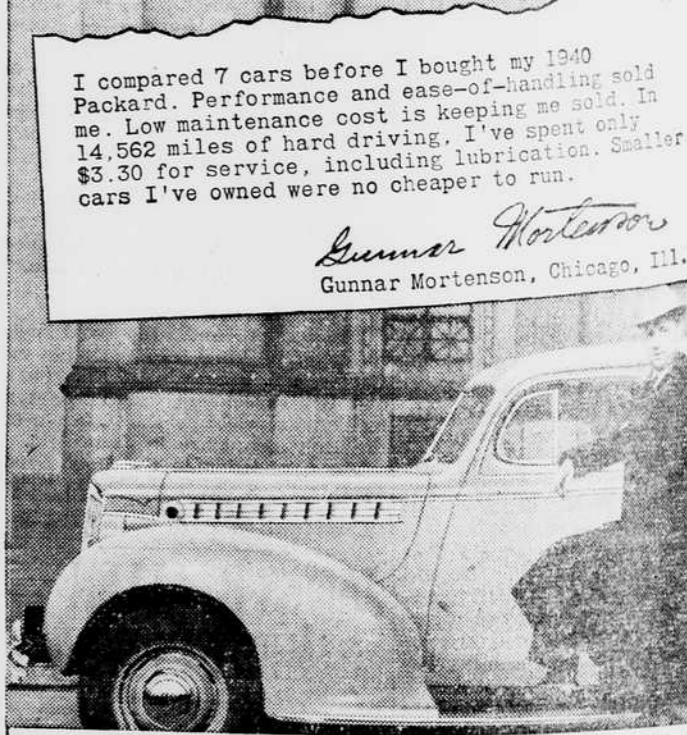 I compared 7 cars before I bought my 1940
Packard. Performance and ease-of-handling sold
me. Low maintenance cost is keeping me sold. In
14,562 miles of hard driving, I've spent only
$3.30 for service, including lubrication. Smaller
cars I've owned were no cheaper to run.
Gunnar Mortenson
Gunnar Mortenson, Chicago, Ill.